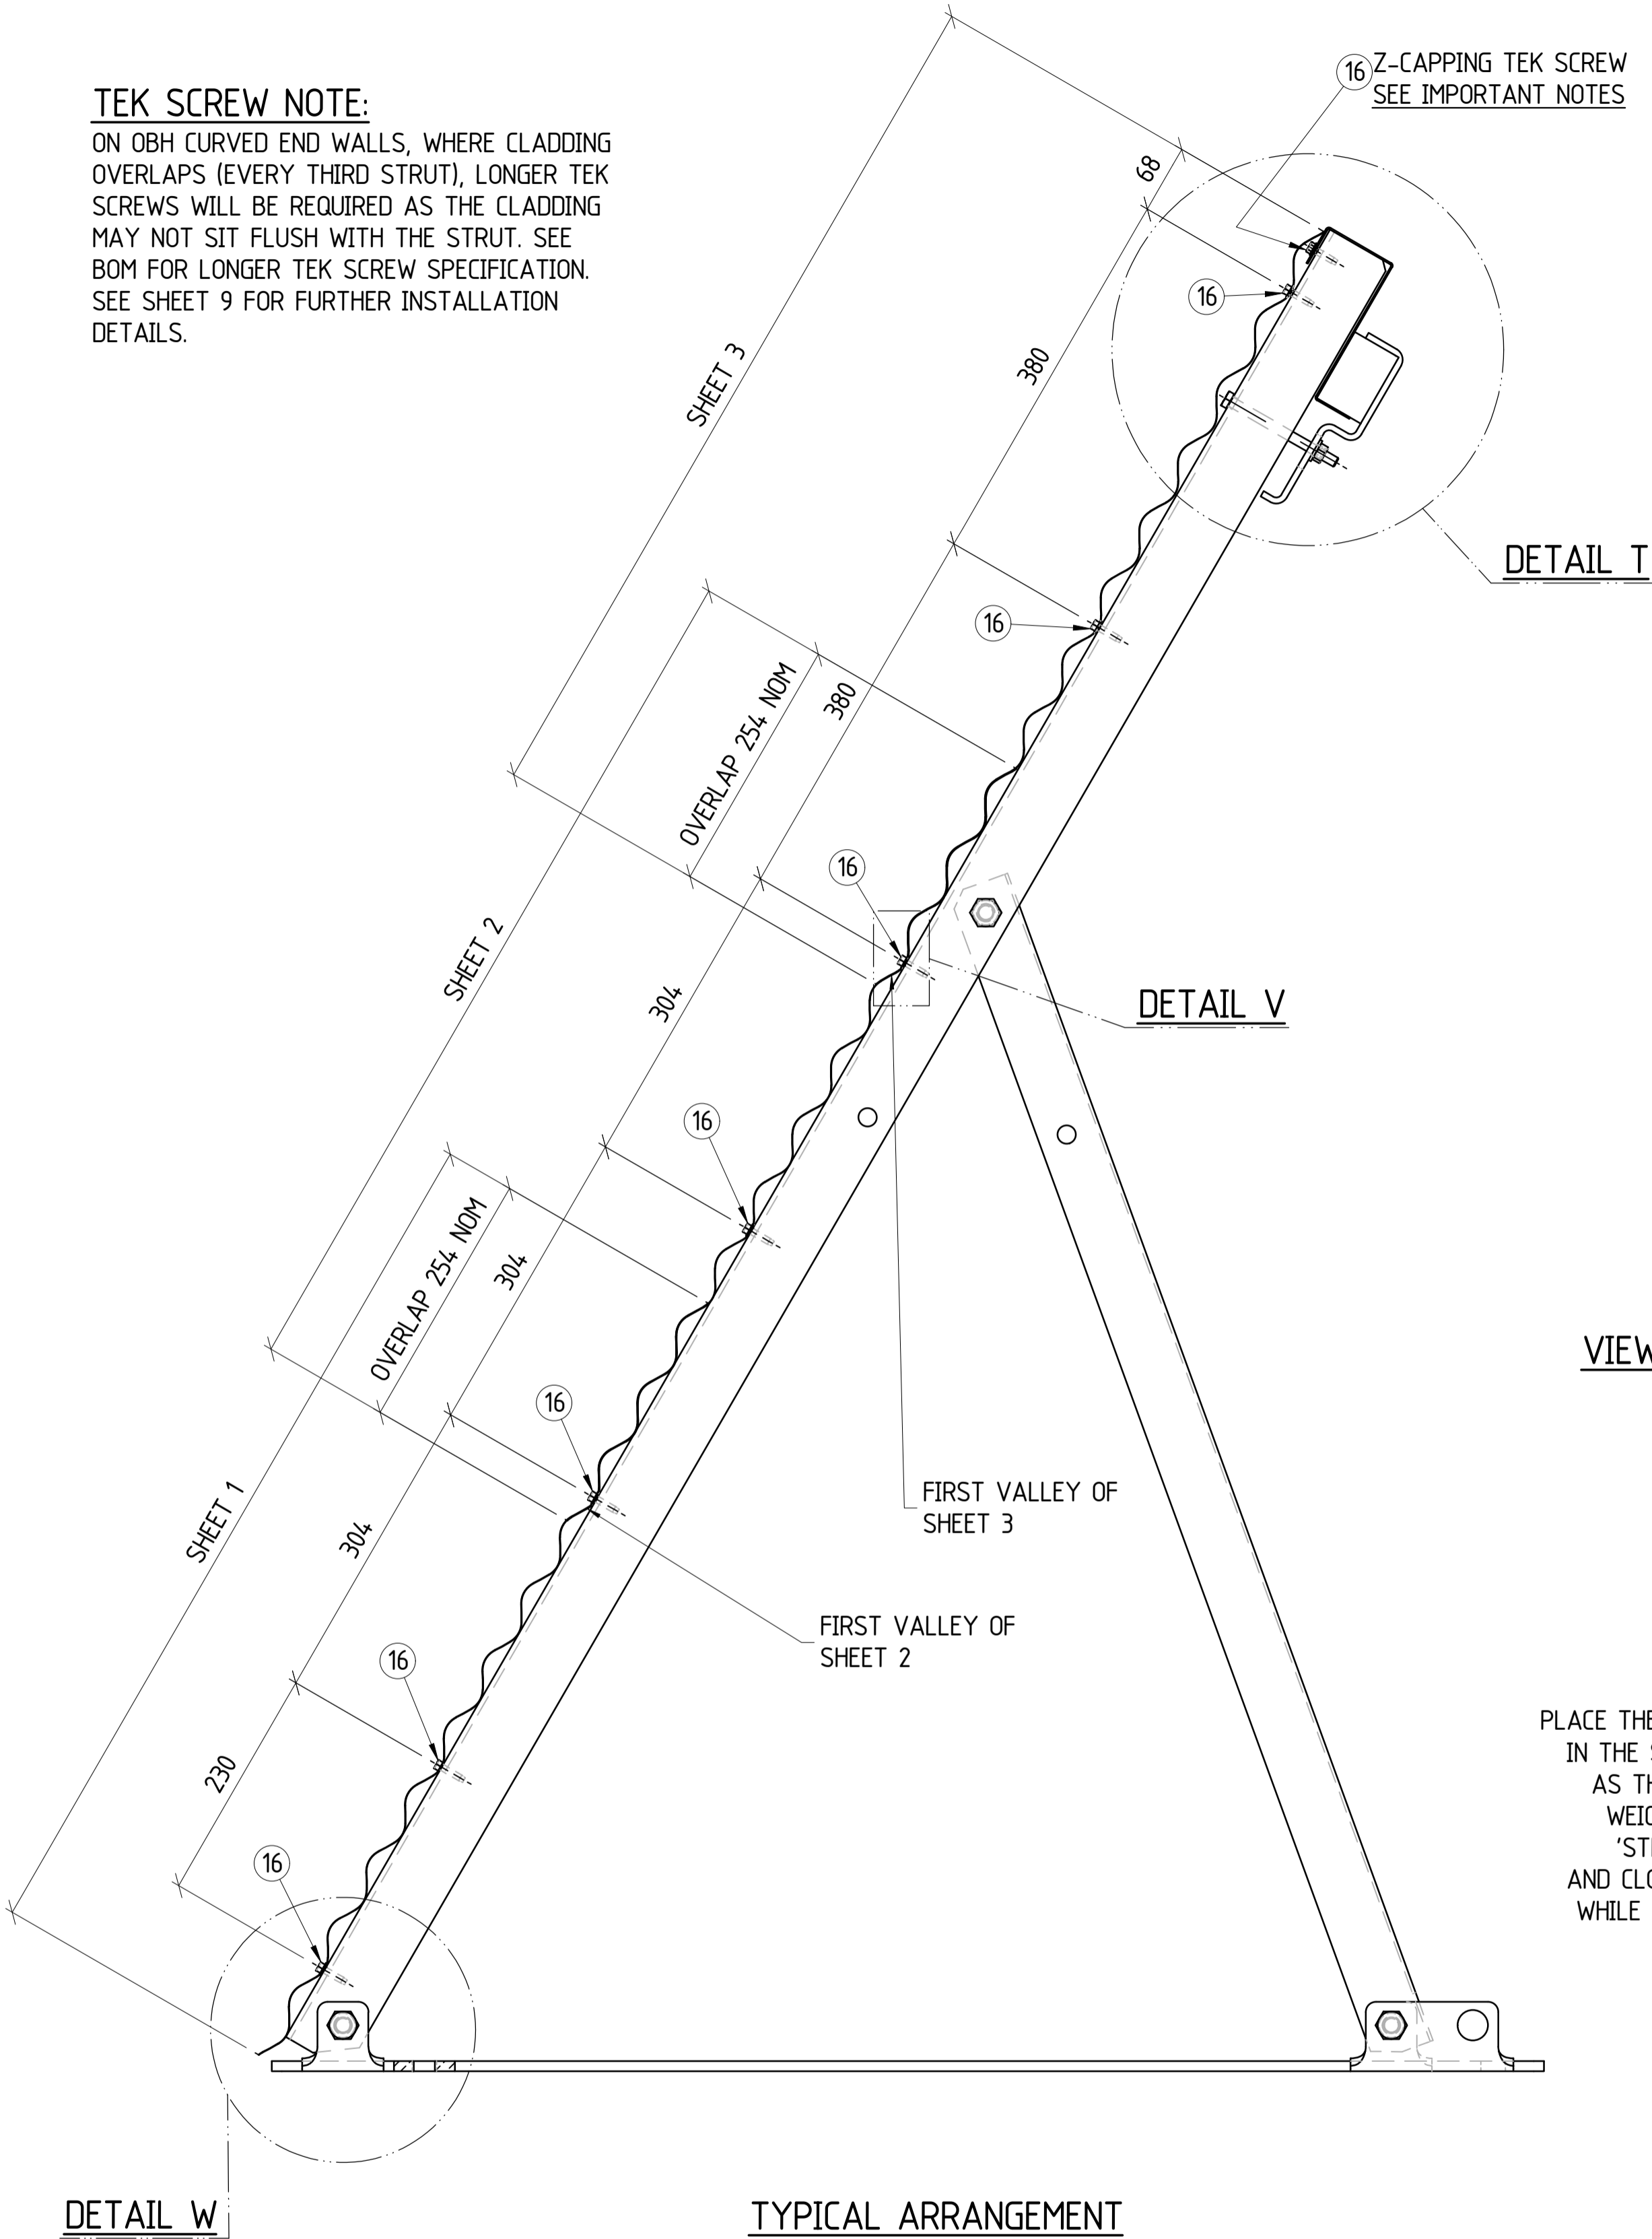 TEK SCREW NOTE:
ON OBH CURVED END WALLS, WHERE CLADDING
OVERLAPS (EVERY THIRD STRUT), LONGER TEK
SCREWS WILL BE REQUIRED AS THE CLADDING
MAY NOT SIT FLUSH WITH THE STRUT. SEE
BOM FOR LONGER TEK SCREW SPECIFICATION.
SEE SHEET 9 FOR FURTHER INSTALLATION
DETAILS.
16 Z-CAPPING TEK SCREW
SEE IMPORTANT NOTES
68
16
SHEET 3
380
DETAIL T
16
OVERLAP 254 NOM
380
16
SHEET 2
304
DETAIL V
16
OVERLAP 254 NOM
304
VIEW
16
FIRST VALLEY OF
SHEET 3
SHEET 1
304
FIRST VALLEY OF
SHEET 2
16
230
PLACE THE
IN THE
AS TH
WEIG
'ST
AND CLO
WHILE
16
DETAIL W
TYPICAL ARRANGEMENT